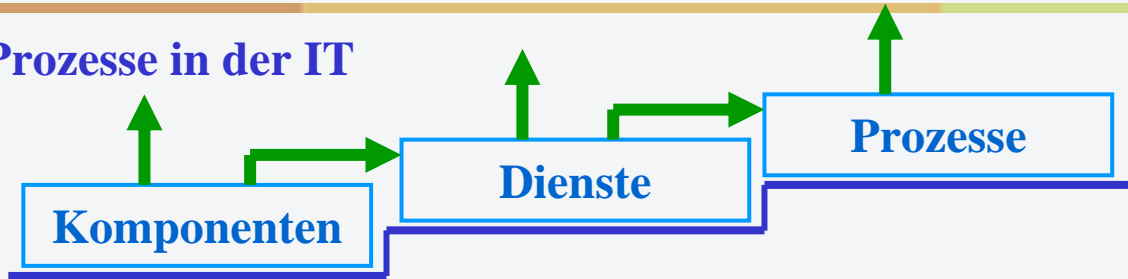 Prozesse in der IT
Prozesse
Dienste
Komponenten